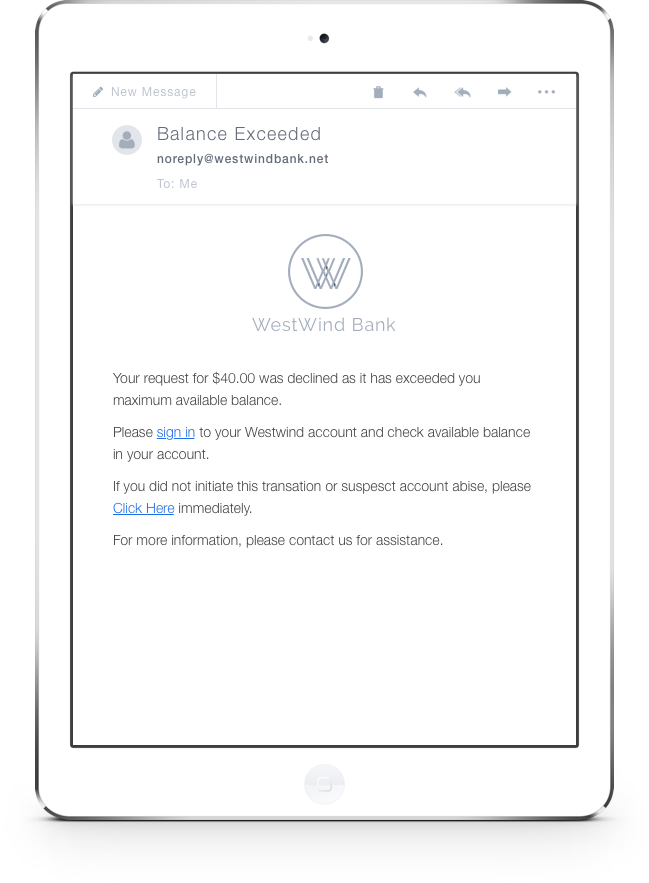 New Message
Balance Exceeded
noreply@westwindbank.net
To: Me
W
WestWind Bank
Your request for $40.00 was declined as it has exceeded you
maximum available balance.
Please sign in to your Westwind account and check available balance
in your account.
If you did not initiate this transation or suspesct account abise, please
Click Here immediately.
For more information, please contact us for assistance.